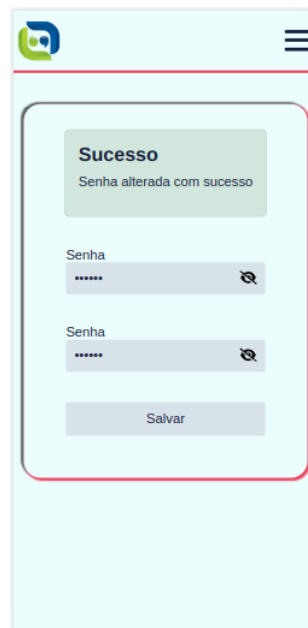 Sucesso
Senha alterada com sucesso
Senha
••••••
Senha
••••••
Salvar